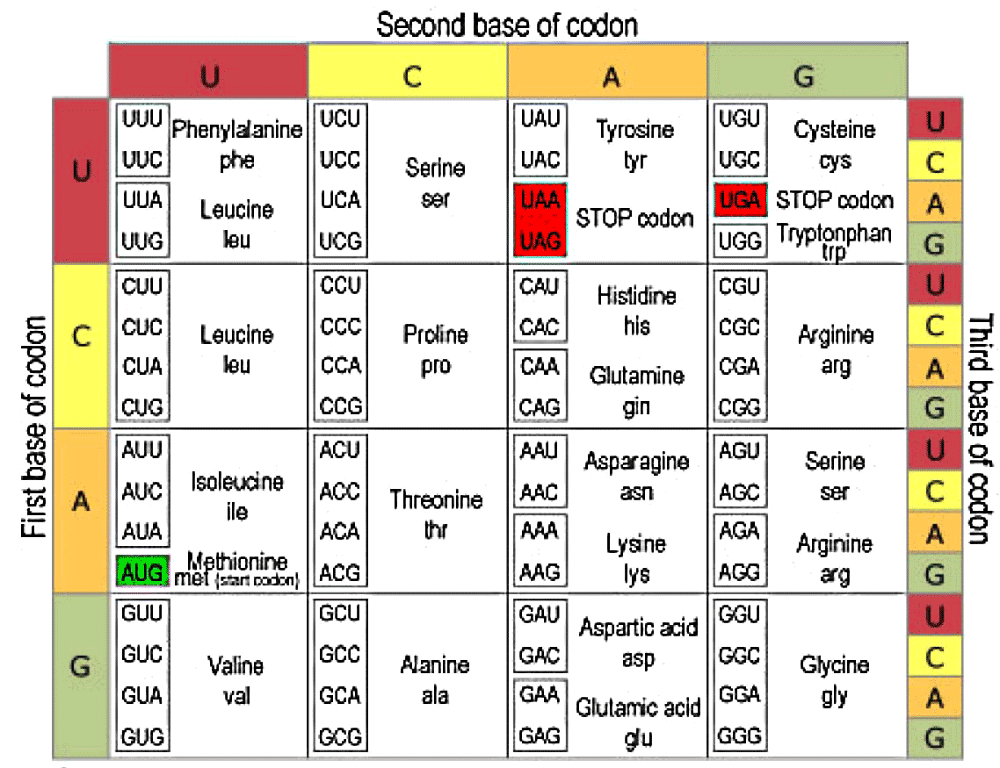 Second base of codon
U C A G
First base of codon
U
UUU
UUC
Phenylalanine
phe
UUA
UUG
Leucine
leu
UCU
UCC
UCA
UCG
Serine
ser
UAU
UAC
Tyrosine
tyr
UAA
UAG
STOP codon
UGU
UGC
Cysteine
cys
UGA
STOP codon
UGG
Tryptonphan
trp
U
C
A
G
C
CUU
CUC
CUA
CUG
Leucine
leu
CCU
CCC
CCA
CCG
Proline
pro
CAU
CAC
Histidine
his
CAA
CAG
Glutamine
gin
CGU
CGC
CGA
CGG
Arginine
arg
U
C
A
G
A
AUU
AUC
AUA
Isoleucine
ile
AUG
Methionine
met (start codon)
ACU
ACC
ACA
ACG
Threonine
thr
AAU
AAC
Asparagine
asn
AAA
AAG
Lysine
lys
AGU
AGC
Serine
ser
AGA
AGG
Arginine
arg
U
C
A
G
G
GUU
GUC
GUA
GUG
Valine
val
GCU
GCC
GCA
GCG
Alanine
ala
GAU
GAC
Aspartic acid
asp
GAA
GAG
Glutamic acid
glu
GGU
GGC
GGA
GGG
Glycine
gly
U
C
A
G
Third base of codon